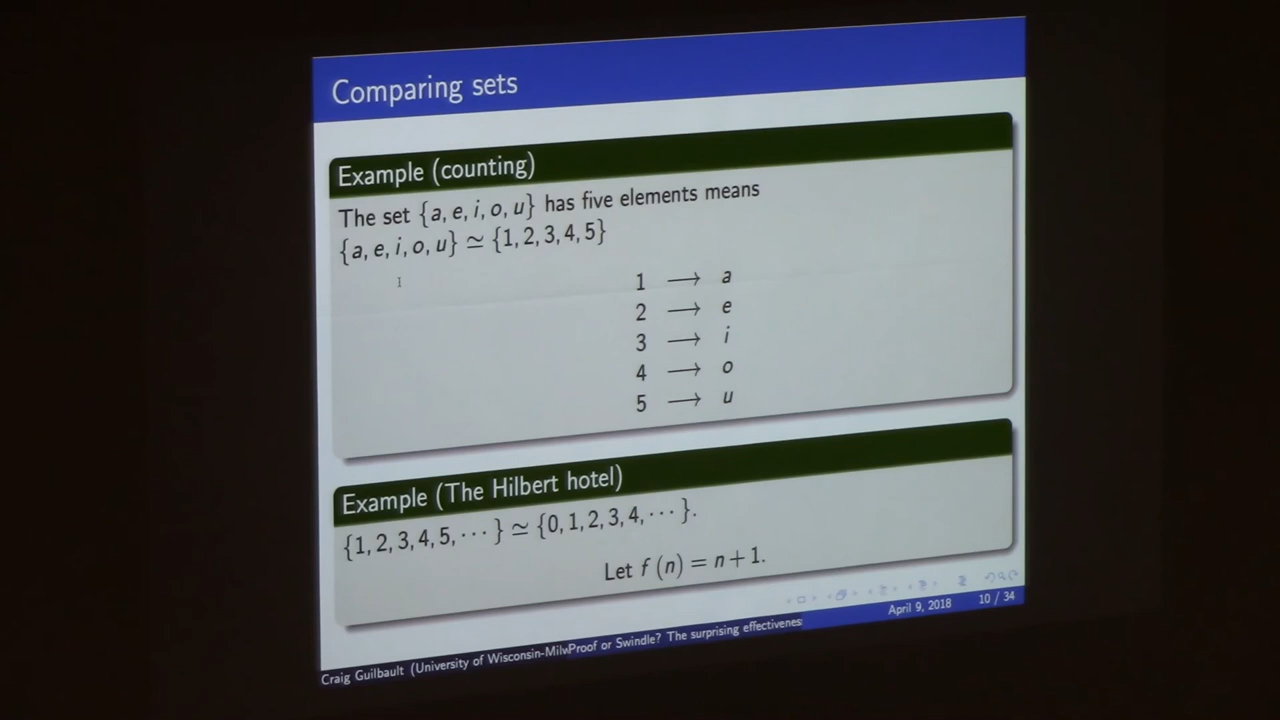 Comparing sets
Example (counting)
The set {a, e, i, o, u} has five elements means
{a, e, i, o, u} ≃ {1, 2, 3, 4, 5}
1 ⟶ a
2 ⟶ e
3 ⟶ i
4 ⟶ o
5 ⟶ u
Example (The Hilbert hotel)
{1, 2, 3, 4, 5, · · · } ≃ {0, 1, 2, 3, 4, · · · }.
Let f (n) = n + 1.
Craig Guilbault (University of Wisconsin-Milw Proof or Swindle? The surprising effectivenes April 9, 2018 10 / 34